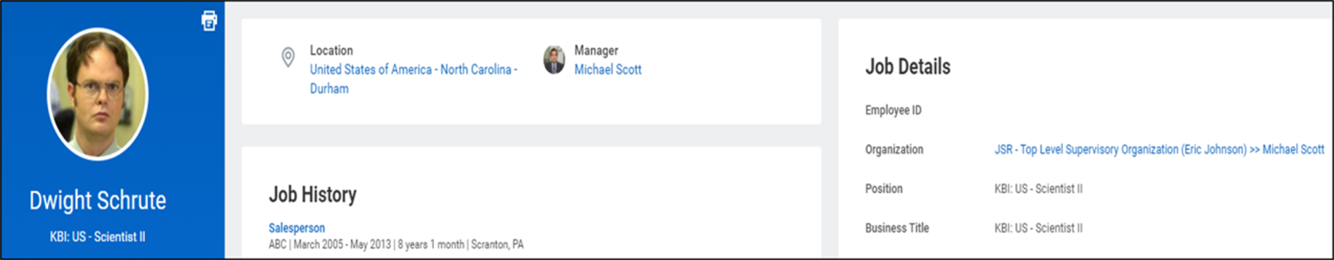 Dwight Schrute
KBI: US - Scientist II
Location
United States of America - North Carolina -
Durham
Manager
Michael Scott
Job History
Salesperson
ABC | March 2005 - May 2013 | 8 years 1 month | Scranton, PA
Job Details
Employee ID
Organization
JSR - Top Level Supervisory Organization (Eric Johnson) >> Michael Scott
Position
KBI: US - Scientist II
Business Title
KBI: US - Scientist II